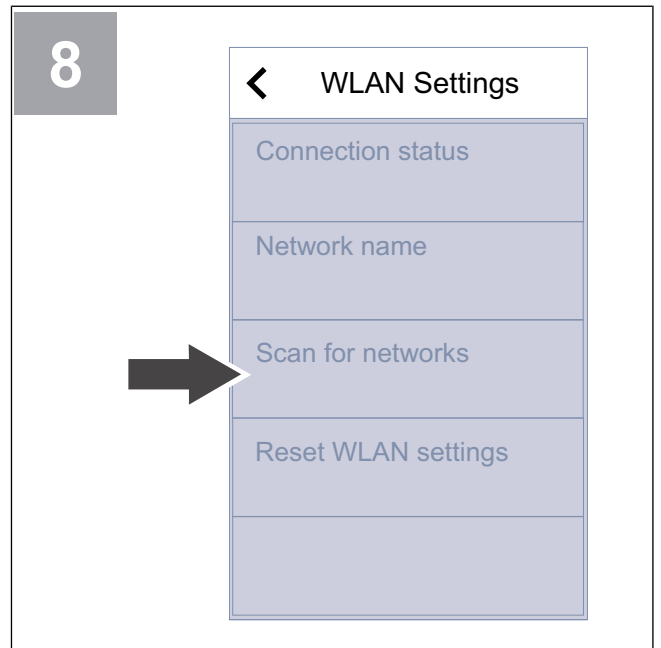 8
WLAN Settings
Connection status
Network name
Scan for networks
Reset WLAN settings